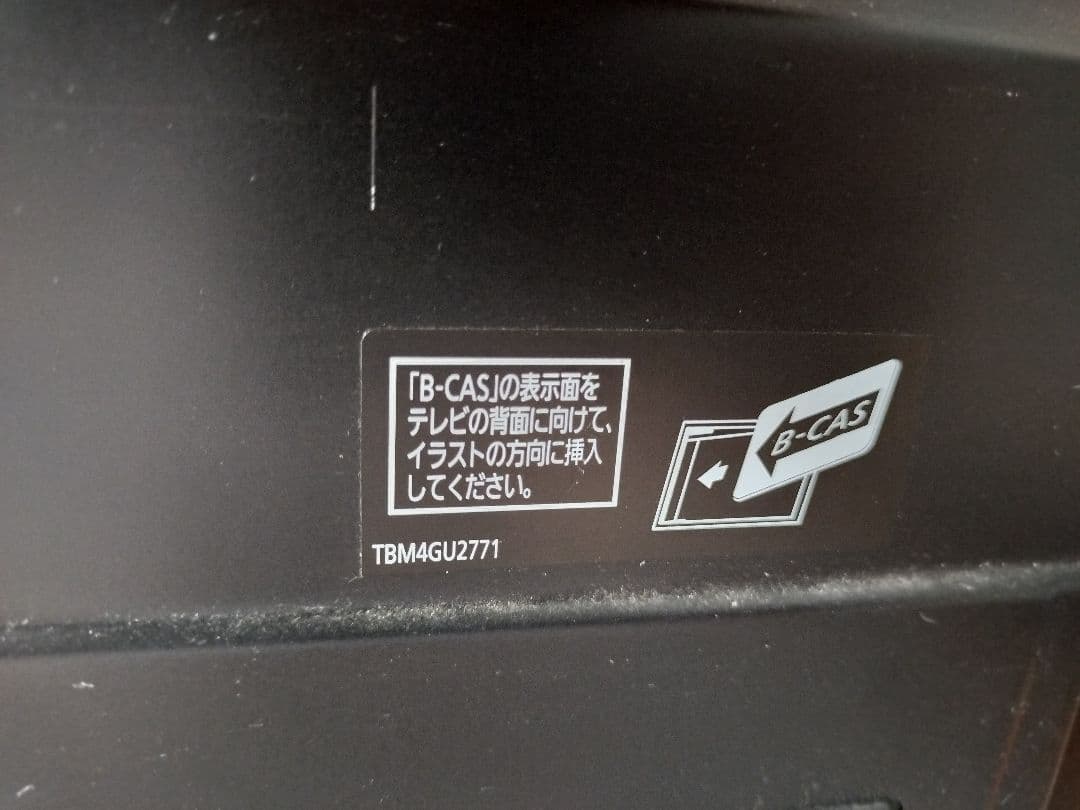 「B-CAS」の表示面を
テレビの背面に向けて、
イラストの方向に挿入
してください。
B-CAS
TBM4GU2771